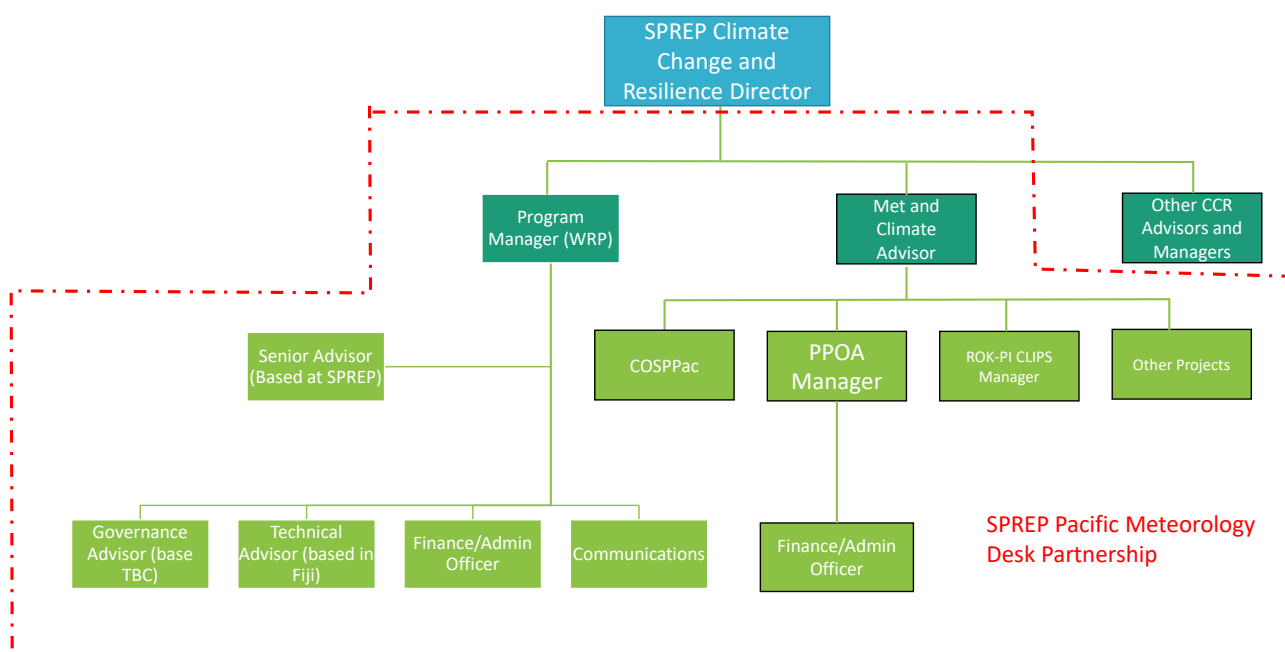 SPREP Climate
Change and
Resilience Director
Program
Manager (WRP)
Met and
Climate
Advisor
Other CCR
Advisors and
Managers
Senior Advisor
(Based at SPREP)
COSPPac
PPOA
Manager
ROK-PI CLIPS
Manager
Other Projects
Governance
Advisor (base
TBC)
Technical
Advisor (based in
Fiji)
Finance/Admin
Officer
Communications
Finance/Admin
Officer
SPREP Pacific Meteorology
Desk Partnership